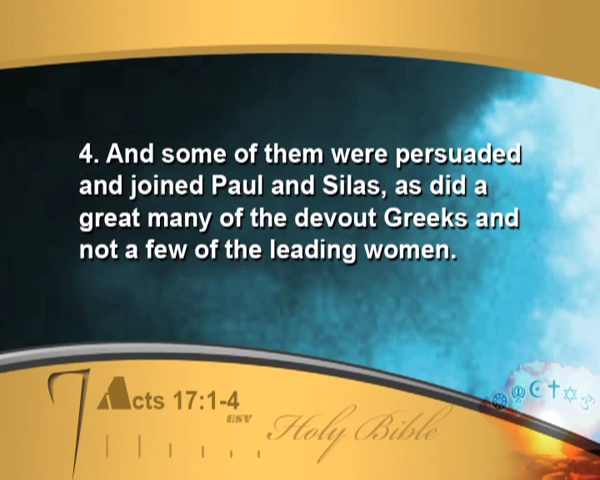 4. And some of them were persuaded
and joined Paul and Silas, as did a
great many of the devout Greeks and
not a few of the leading women.
Acts 17:1-4
ESV
Holy Bible